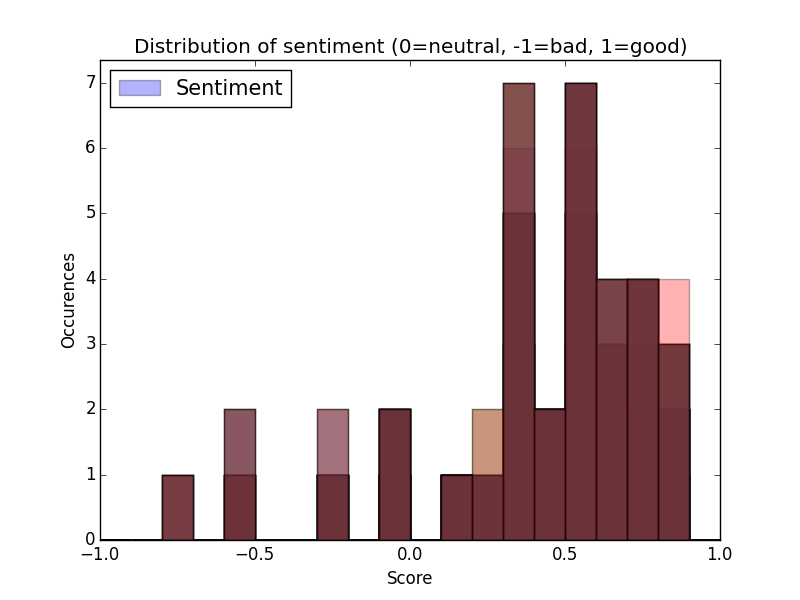 Distribution of sentiment (0=neutral, -1=bad, 1=good)
Sentiment
7
6
5
4
3
2
1
0
Occurences
−1.0 −0.5 0.0 0.5 1.0
Score